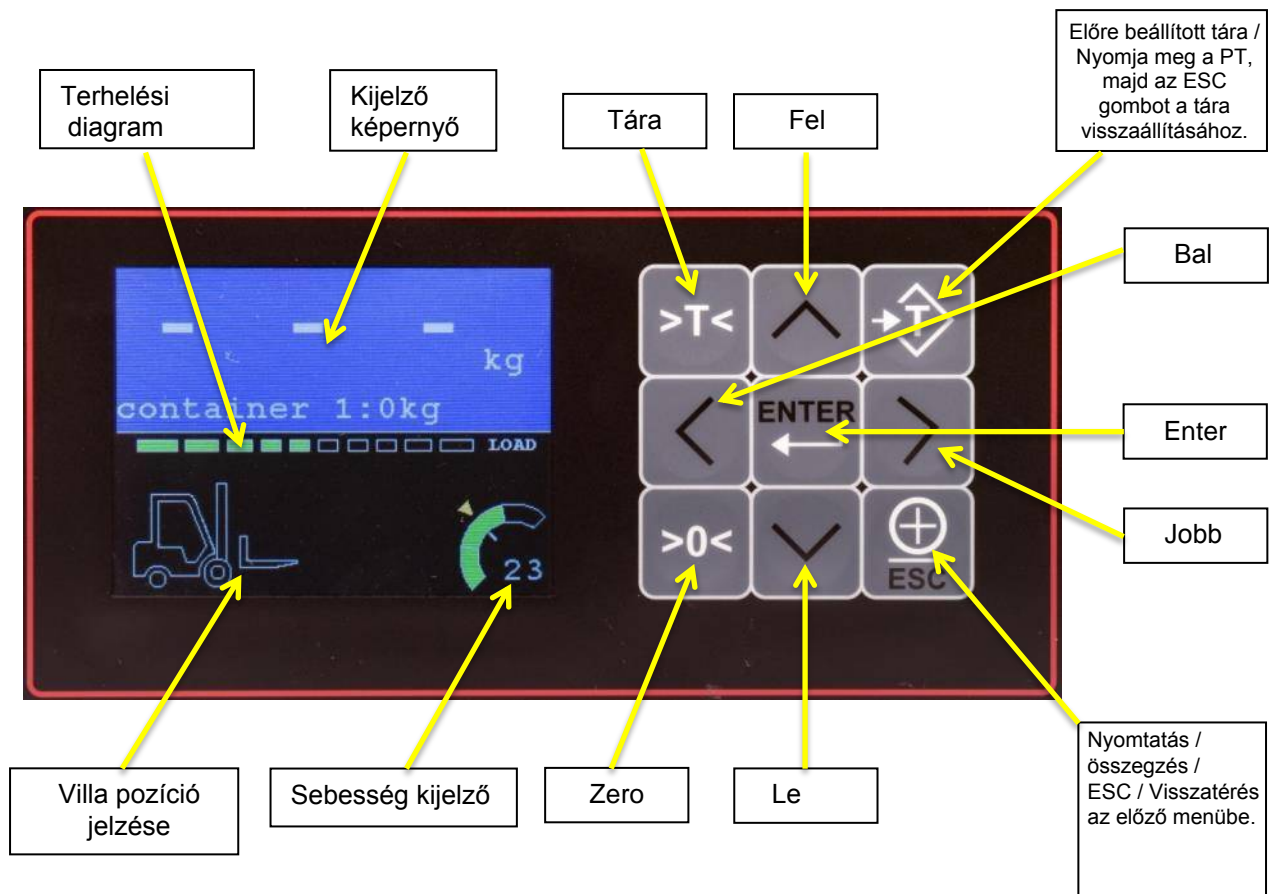 Előre beállított tára /
Nyomja meg a PT,
majd az ESC
gombot a tára
visszaállításához.
Terhelési
diagram
Kijelző
képernyő
Tára
Fel
Bal
Enter
Jobb
- - -
kg
container 1:0kg
LOAD
23
>T<
T
ENTER
>0<
ESC
Villa pozíció
jelzése
Sebesség kijelző
Zero
Le
Nyomtatás /
összegzés /
ESC / Visszatérés
az előző menübe.